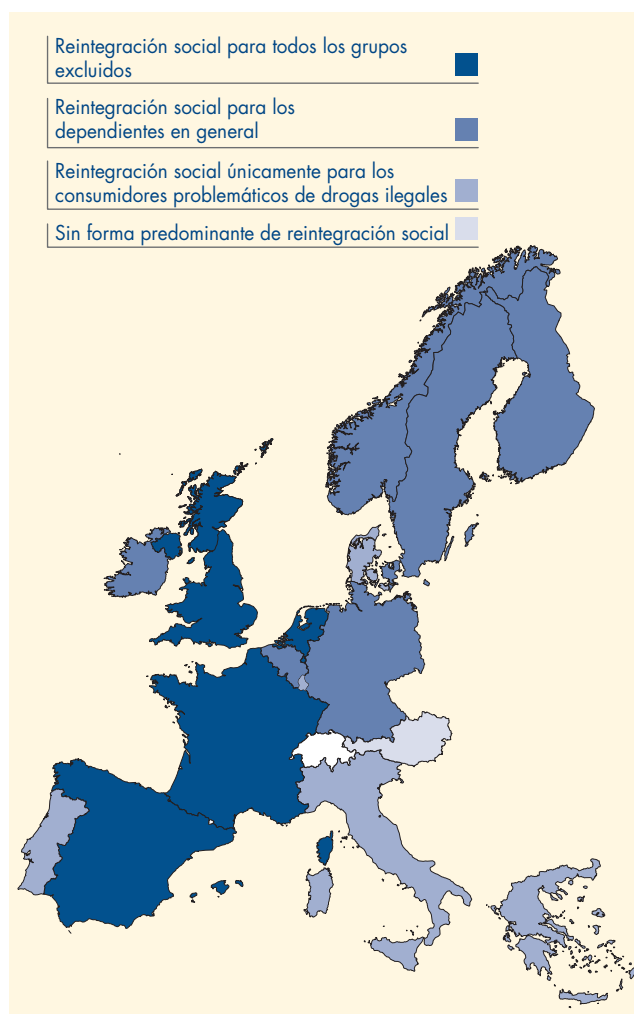 Reintegración social para todos los grupos
excluidos
Reintegración social para los
dependientes en general
Reintegración social únicamente para los
consumidores problemáticos de drogas ilegales
Sin forma predominante de reintegración social